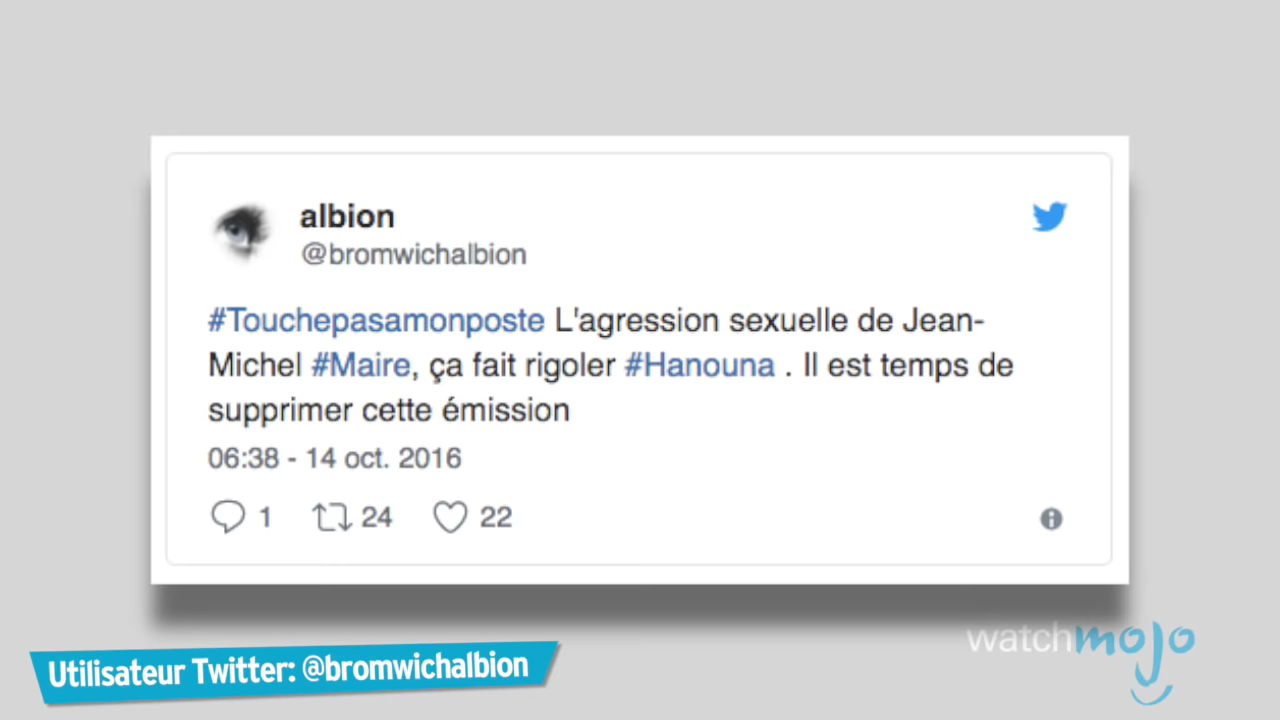 albion
@bromwichalbion
#Touchepasamonposte L'agression sexuelle de Jean-
Michel #Maire, ça fait rigoler #Hanouna . Il est temps de
supprimer cette émission
06:38 - 14 oct. 2016
1 24 22
watchmojo
Utilisateur Twitter: @bromwichalbion